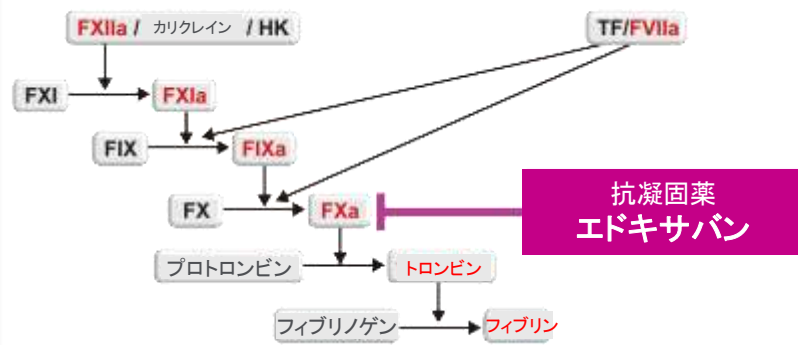 FXIIa / カリクレイン / HK
TF/FVIIa
FXI
FXIa
FIX
FIXa
FX
FXa
抗凝固薬
エドキサバン
プロトロンビン
トロンビン
フィブリノゲン
フィブリン